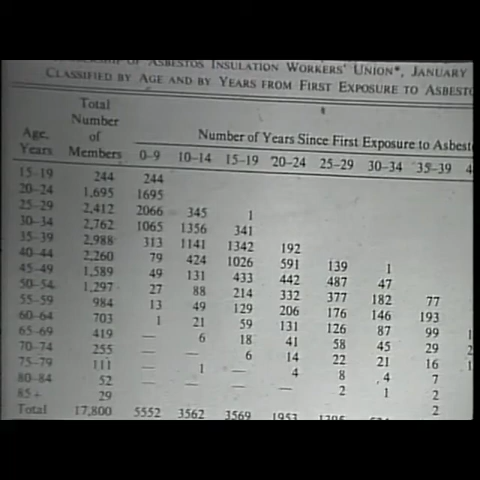 OF ASBESTOS INSULATION WORKERS' UNION*, JANUARY
CLASSIFIED BY AGE AND BY YEARS FROM FIRST EXPOSURE TO
Total
Number
Age, of Number of Years Since First Exposure to
Years Members 0–9 10–14 15–19 20–24 25–29 30–34 35–39
15–19 244 244
20–24 1,695 1695
25–29 2,412 2066 345 1
30–34 2,762 1065 1356 341
35–39 2,988 313 1141 1342 192
40–44 2,260 79 424 1026 591 139 1
45–49 1,589 49 131 433 442 487 47
50–54 1,297 27 88 214 332 377 182 77
55–59 984 13 49 129 206 176 146 193
60–64 703 1 21 59 131 126 87 99
65–69 419 — 6 18 41 58 45 29
70–74 255 — — 6 14 22 21 16
75–79 111 — 1 — 4 8 4 7
80–84 52 — — — — 2 1 2
85+ 29 2
Total 17,800 5552 3562 3569 1953